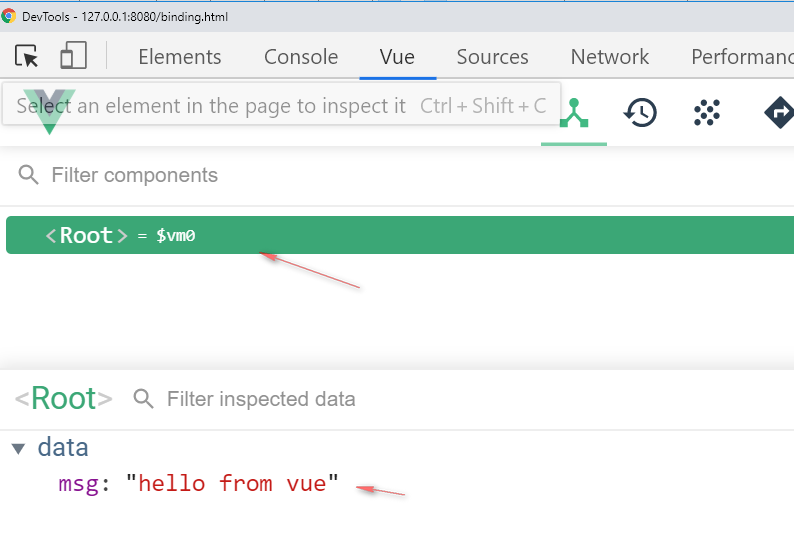 DevTools - 127.0.0.1:8080/binding.html
Elements Console Vue Sources Network Performanc
Select an element in the page to inspect it Ctrl + Shift + C
Filter components
<Root> = $vm0
<Root> Filter inspected data
data
msg: "hello from vue"